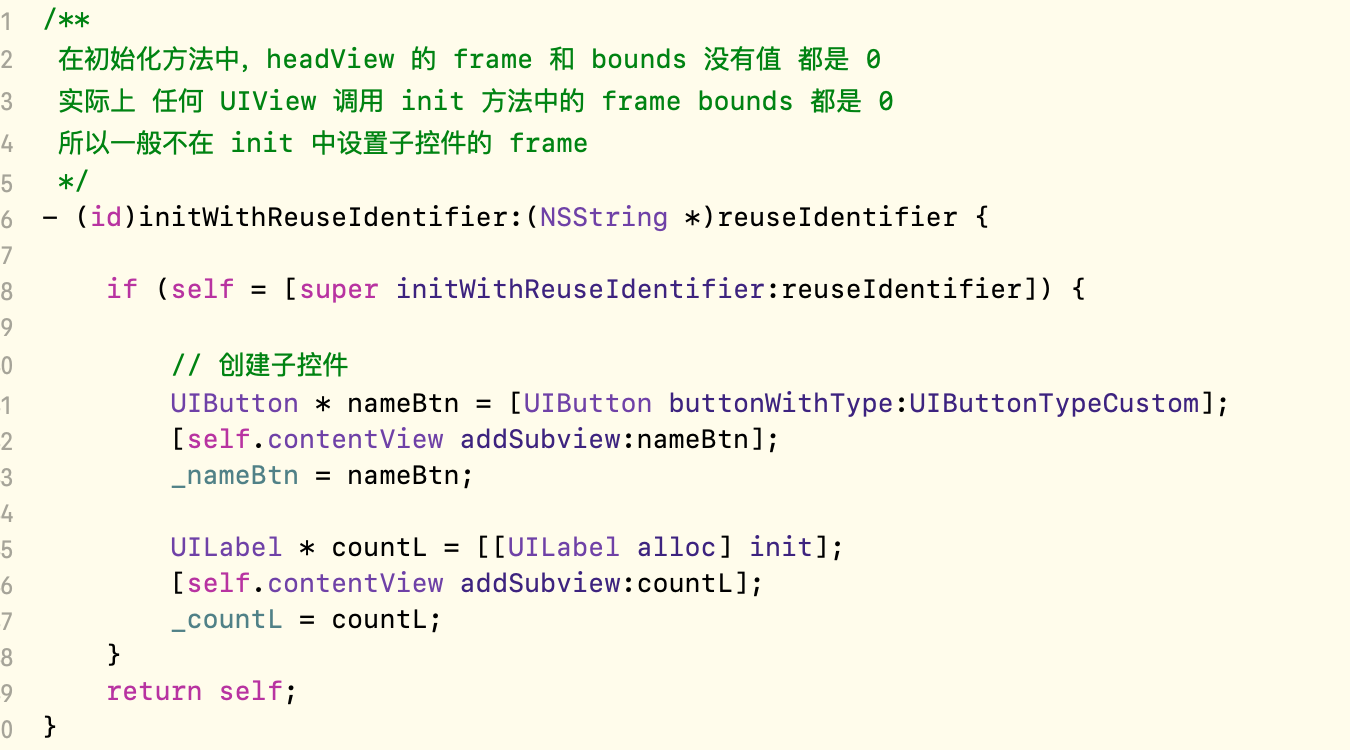 1 /**
2 在初始化方法中，headView 的 frame 和 bounds 没有值 都是 0
3 实际上 任何 UIView 调用 init 方法中的 frame bounds 都是 0
4 所以一般不在 init 中设置子控件的 frame
5 */
6 - (id)initWithReuseIdentifier:(NSString *)reuseIdentifier {
7
8 if (self = [super initWithReuseIdentifier:reuseIdentifier]) {
9
0 // 创建子控件
1 UIButton * nameBtn = [UIButton buttonWithType:UIButtonTypeCustom];
2 [self.contentView addSubview:nameBtn];
3 _nameBtn = nameBtn;
4
5 UILabel * countL = [[UILabel alloc] init];
6 [self.contentView addSubview:countL];
7 _countL = countL;
8 }
9 return self;
0 }